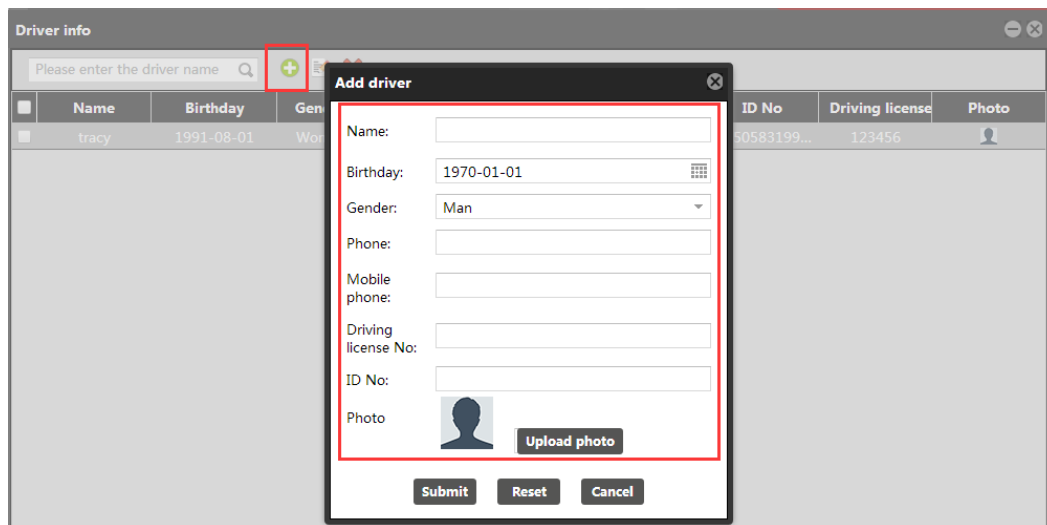 Driver info
Please enter the driver name
Add driver
Name Birthday Gen ID No Driving license Photo
tracy 1991-08-01 Wo 50583199... 123456
Name:
Birthday: 1970-01-01
Gender: Man
Phone:
Mobile
phone:
Driving
license No:
ID No:
Photo
Upload photo
Submit Reset Cancel